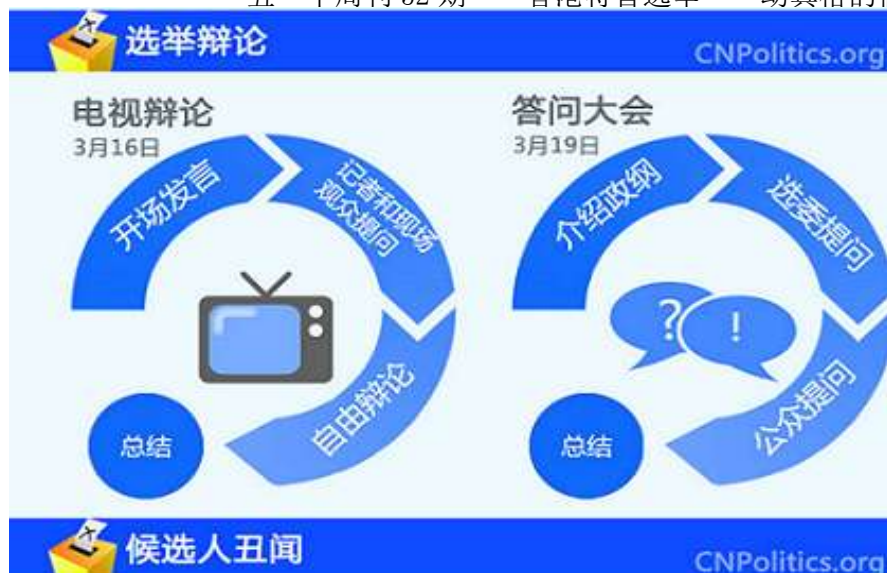 选举辩论
CNPolitics.org
电视辩论
3月16日
开场发言
记者和现场
观众提问
自由辩论
总结
答问大会
3月19日
介绍政纲
选委提问
?
!
公众提问
总结
候选人丑闻
CNPolitics.org